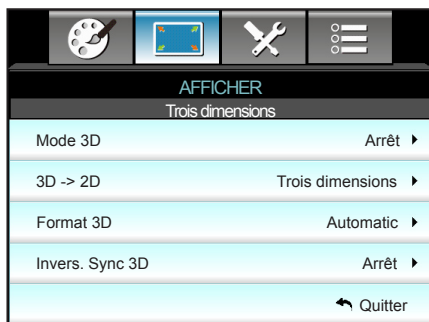 AFFICHER
Trois dimensions
Mode 3D Arrêt
3D -> 2D Trois dimensions
Format 3D Automatic
Invers. Sync 3D Arrêt
Quitter